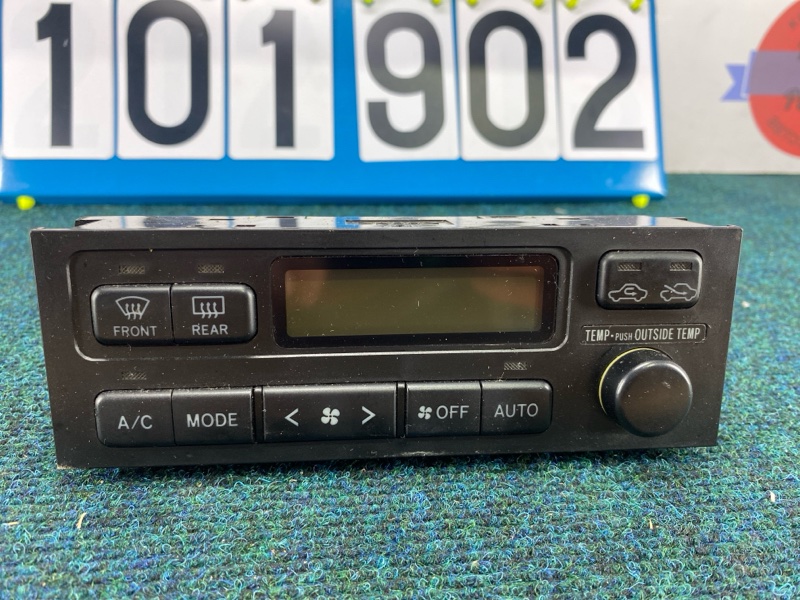 101902
FRONT REAR
TEMP·PUSH OUTSIDE TEMP
A/C MODE < > OFF AUTO